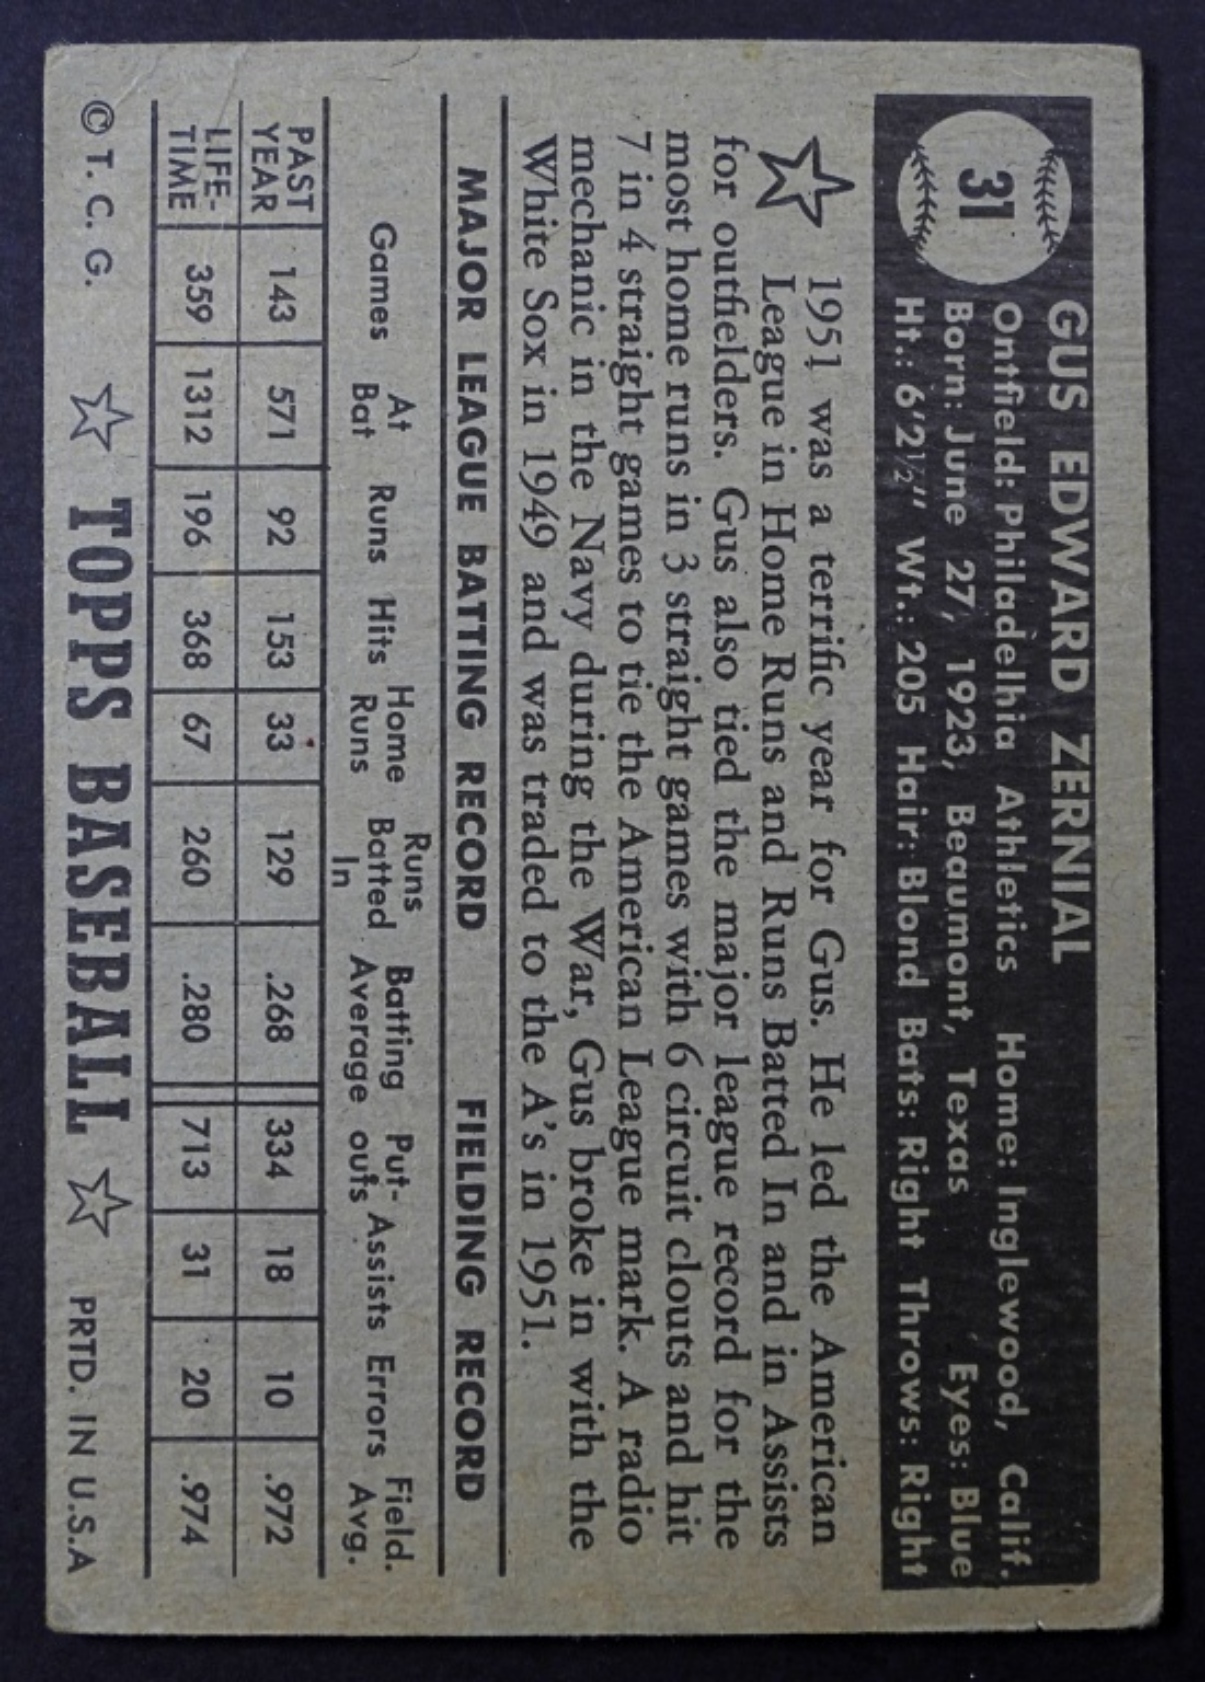 31
GUS EDWARD ZERNIAL
Ontfield: Philadelhia Athletics Home: Inglewood, Calif.
Born: June 27, 1923, Beaumont, Texas Eyes: Blue
Ht.: 6'2½" Wt.: 205 Hair: Blond Bats: Right Throws: Right
1951 was a terrific year for Gus. He led the American
League in Home Runs and Runs Batted In and in Assists
for outfielders. Gus also tied the major league record for the
most home runs in 3 straight games with 6 circuit clouts and hit
7 in 4 straight games to tie the American League mark. A radio
mechanic in the Navy during the War, Gus broke in with the
White Sox in 1949 and was traded to the A's in 1951.
MAJOR LEAGUE BATTING RECORD FIELDING RECORD
Games At Bat Runs Hits Home Runs Runs Batted In Batting Average Put-outs Assists Errors Field. Avg.
PAST YEAR 143 571 92 153 33 129 .268 334 18 10 .972
LIFE-TIME 359 1312 196 368 67 260 .280 713 31 20 .974
© T. C. G. ☆ TOPPS BASEBALL ☆ PRTD. IN U.S.A